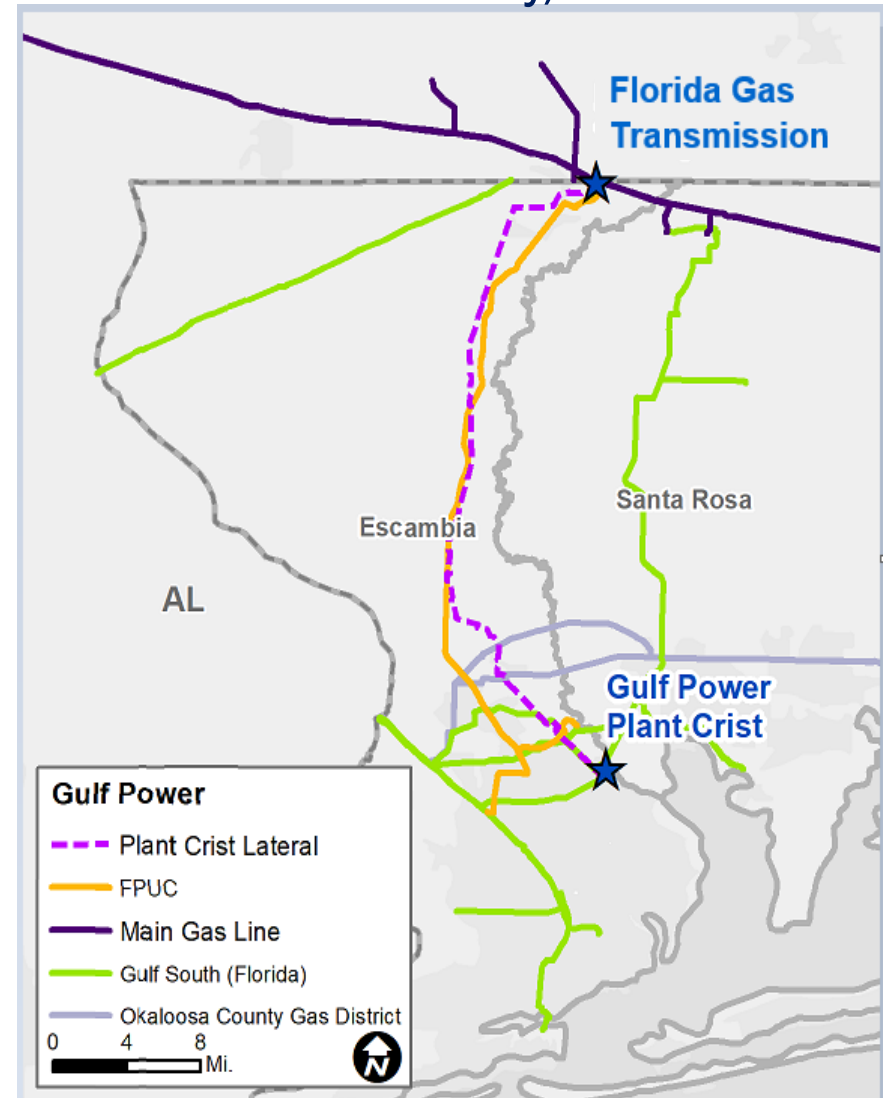 Florida Gas
Transmission
Santa Rosa
Escambia
AL
Gulf Power
Plant Crist
Gulf Power
Plant Crist Lateral
FPUC
Main Gas Line
Gulf South (Florida)
Okaloosa County Gas District
0 4 8
Mi.
N